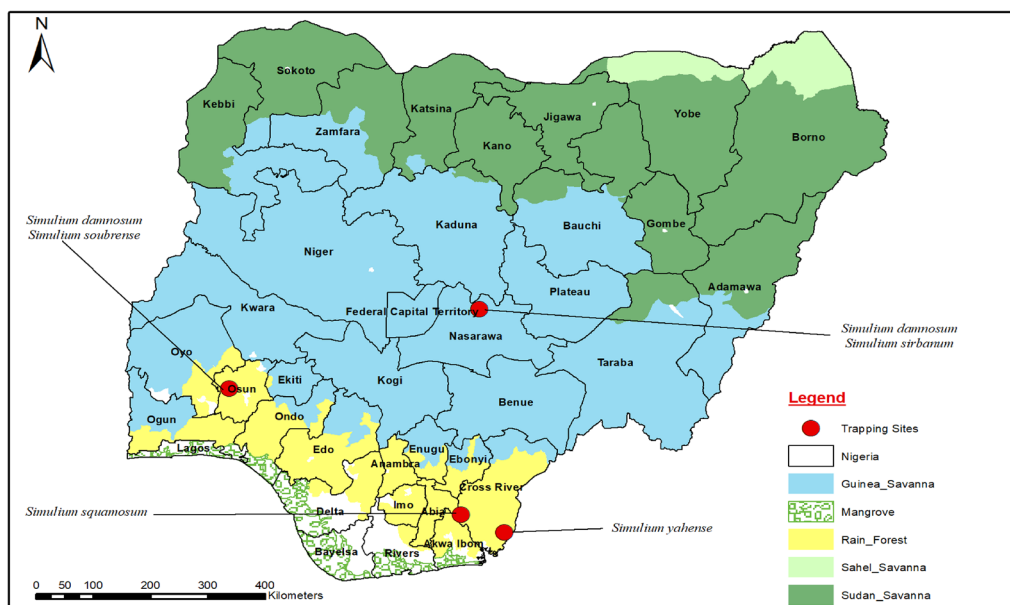 N
Sokoto
Kebbi
Katsina
Zamfara
Jigawa
Yobe
Kano
Borno
Simulium damnosum
Simulium soubrense
Kaduna
Bauchi
Gombe
Niger
Plateau
Adamawa
Kwara
Federal Capital Territory
Nasarawa
Simulium damnosum
Simulium sirbanum
Oyo
Taraba
Ekiti
Kogi
Osun
Benue
Ogun
Ondo
Lagos
Edo
Enugu
Ebonyi
Anambra
Cross River
Imo
Abia
Delta
Simulium squamosum
Simulium yahense
Akwa Ibom
Bayelsa
Rivers
Legend
Trapping Sites
Nigeria
Guinea_Savanna
Mangrove
Rain_Forest
Sahel_Savanna
Sudan_Savanna
0 50 100 200 300 400
Kilometers